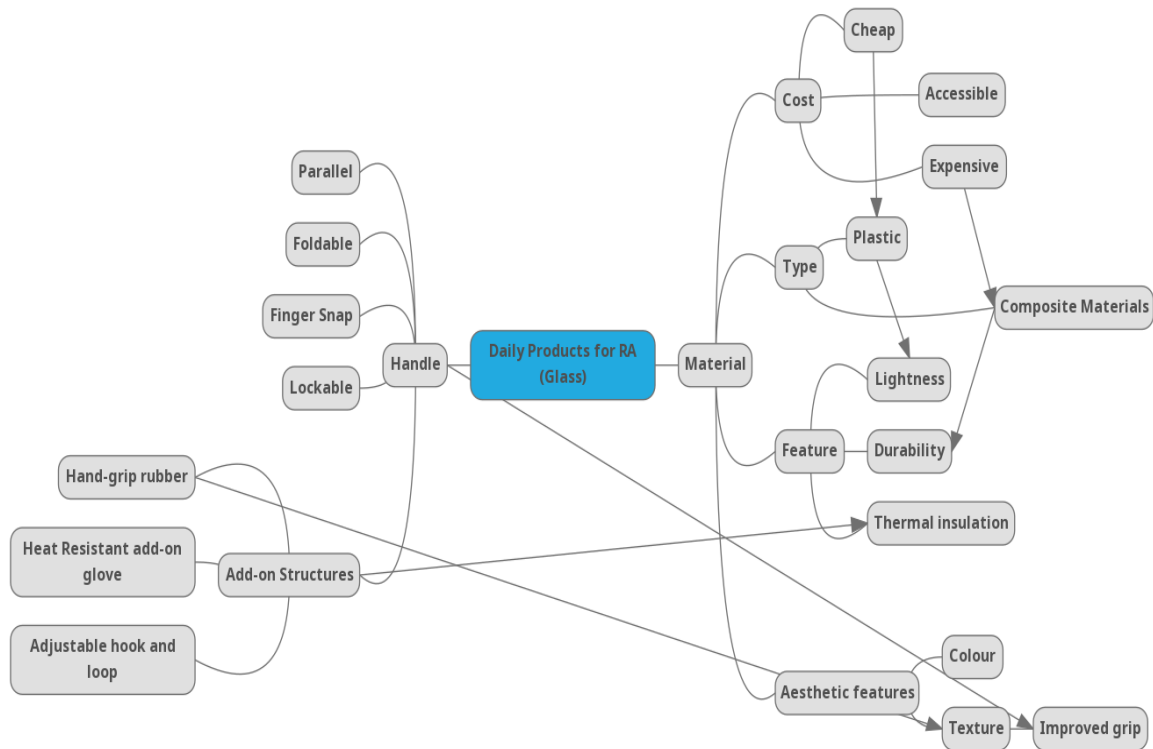 Cheap
Accessible
Cost
Expensive
Parallel
Plastic
Foldable
Type
Composite Materials
Finger Snap
Daily Products for RA
(Glass)
Handle
Material
Lightness
Lockable
Feature
Durability
Hand-grip rubber
Thermal insulation
Heat Resistant add-on
glove
Add-on Structures
Adjustable hook and
loop
Colour
Aesthetic features
Texture
Improved grip